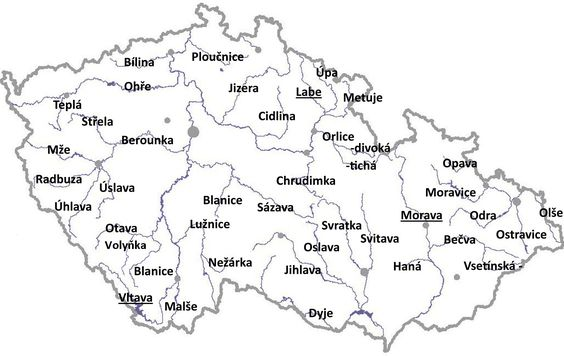 Ploučnice
Bílina
Úpa
Ohře
Jizera
Labe
Metuje
Teplá
Cidlina
Střela
Orlice
-divoká
-tichá
Berounka
Mže
Opava
Radbuza
Chrudimka
Moravice
Úslava
Blanice
Sázava
Úhlava
Morava
Odra
Olše
Otava
Lužnice
Svratka
Svitava
Ostravice
Volyňka
Oslava
Bečva
Nežárka
Blanice
Jihlava
Haná
Vsetínská -
Vltava
Malše
Dyje